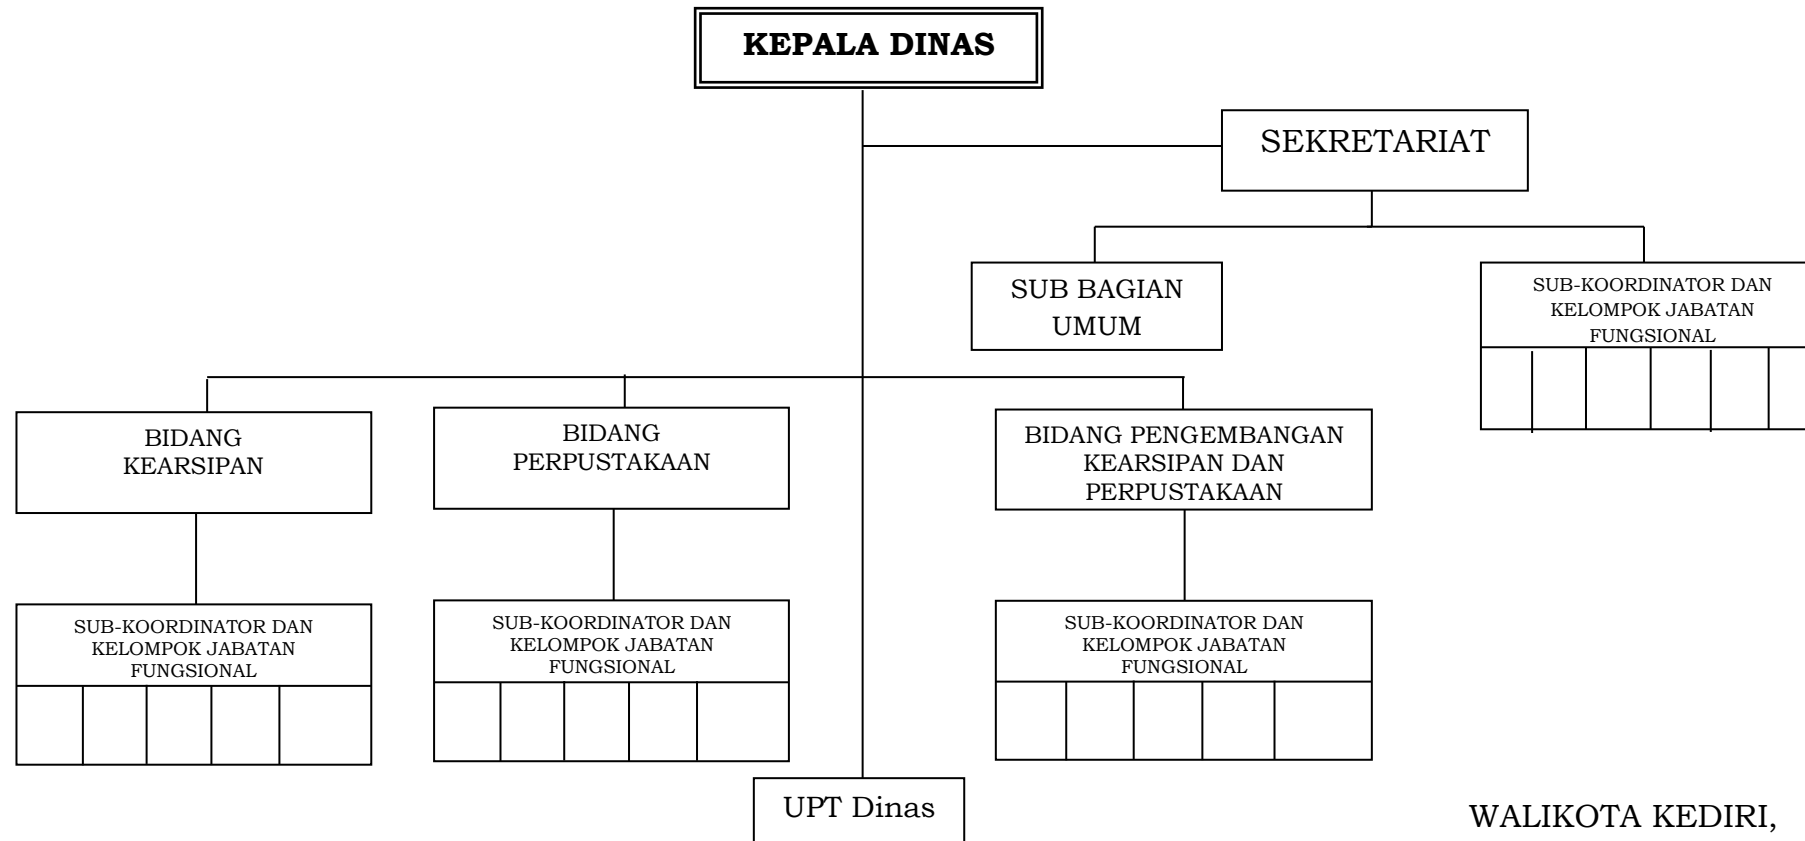 KEPALA DINAS
SEKRETARIAT
SUB BAGIAN
UMUM
SUB-KOORDINATOR DAN
KELOMPOK JABATAN
FUNGSIONAL
BIDANG
KEARSIPAN
BIDANG
PERPUSTAKAAN
BIDANG PENGEMBANGAN
KEARSIPAN DAN
PERPUSTAKAAN
SUB-KOORDINATOR DAN
KELOMPOK JABATAN
FUNGSIONAL
SUB-KOORDINATOR DAN
KELOMPOK JABATAN
FUNGSIONAL
SUB-KOORDINATOR DAN
KELOMPOK JABATAN
FUNGSIONAL
UPT Dinas
WALIKOTA KEDIRI,